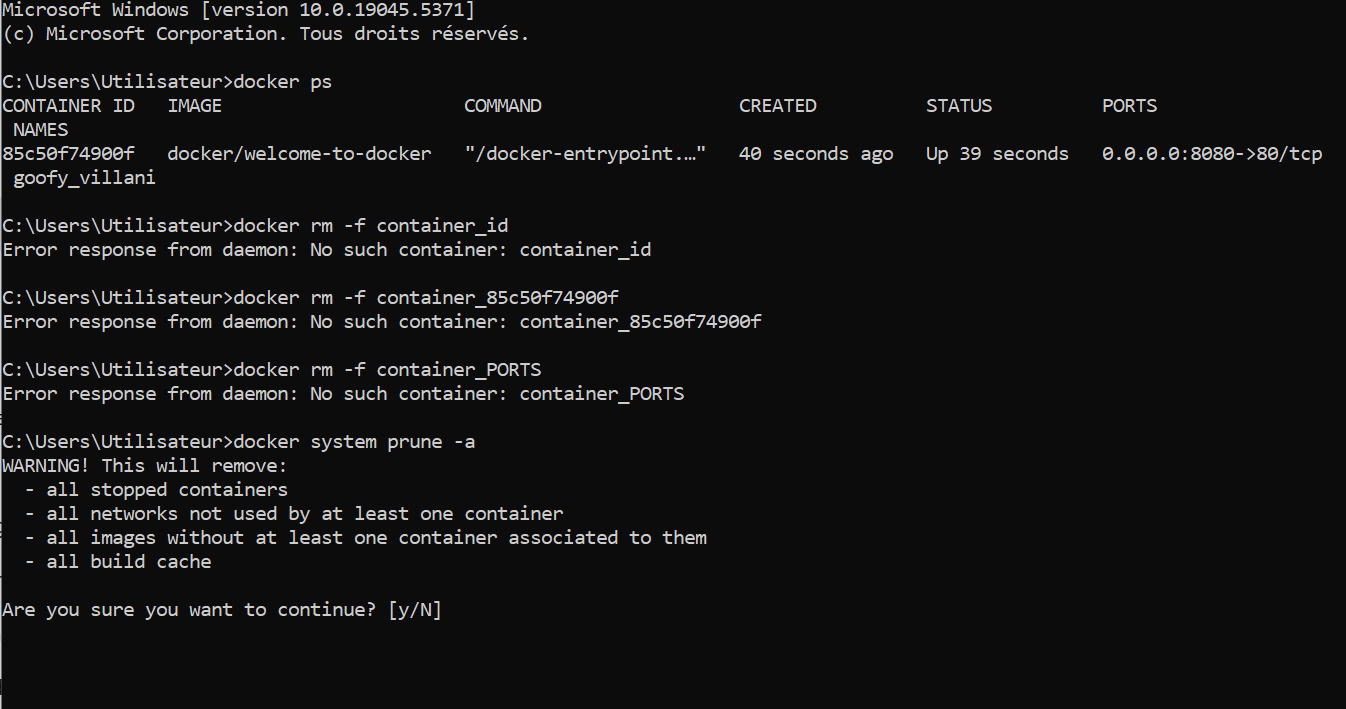 Microsoft Windows [version 10.0.19045.5371]
(c) Microsoft Corporation. Tous droits réservés.
C:\Users\Utilisateur>docker ps
CONTAINER ID   IMAGE                      COMMAND                  CREATED          STATUS          PORTS
 NAMES
85c50f74900f   docker/welcome-to-docker   "/docker-entrypoint.…"   40 seconds ago   Up 39 seconds   0.0.0.0:8080->80/tcp
 goofy_villani
C:\Users\Utilisateur>docker rm -f container_id
Error response from daemon: No such container: container_id
C:\Users\Utilisateur>docker rm -f container_85c50f74900f
Error response from daemon: No such container: container_85c50f74900f
C:\Users\Utilisateur>docker rm -f container_PORTS
Error response from daemon: No such container: container_PORTS
C:\Users\Utilisateur>docker system prune -a
WARNING! This will remove:
  - all stopped containers
  - all networks not used by at least one container
  - all images without at least one container associated to them
  - all build cache
Are you sure you want to continue? [y/N]